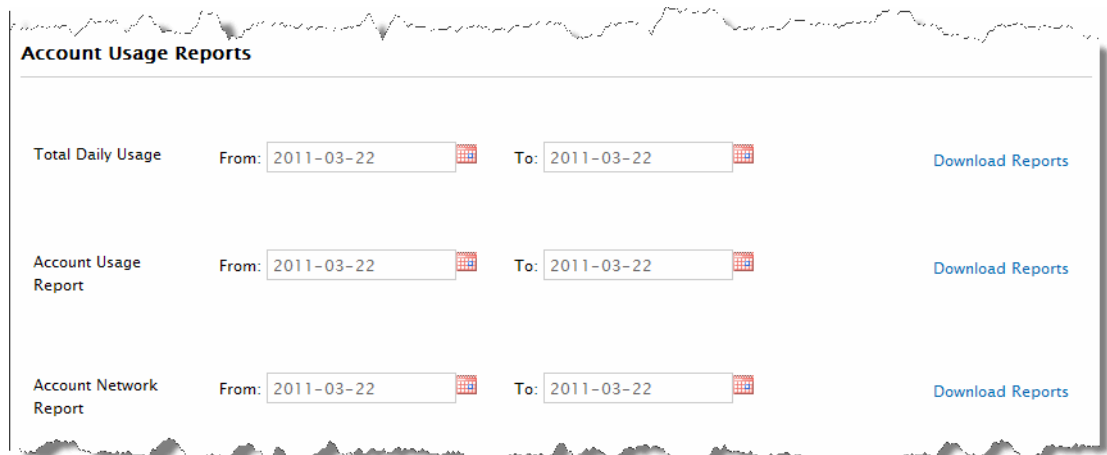 Account Usage Reports
Total Daily Usage From: 2011-03-22 To: 2011-03-22 Download Reports
Account Usage
Report
From: 2011-03-22 To: 2011-03-22 Download Reports
Account Network
Report
From: 2011-03-22 To: 2011-03-22 Download Reports